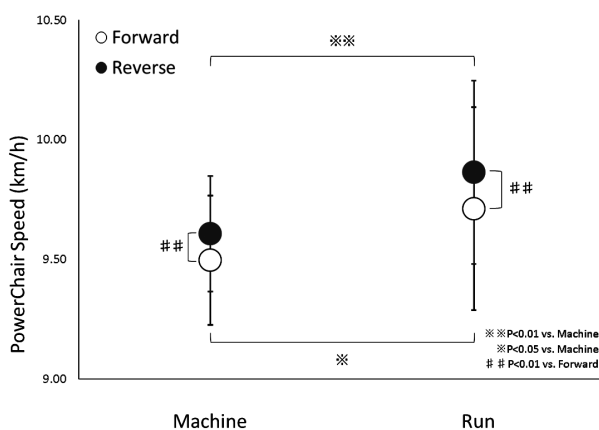 10.50
Forward
※※
Reverse
10.00
PowerChair Speed (km/h)
##
##
9.50
※※P<0.01 vs. Machine
※P<0.05 vs. Machine
※
## P<0.01 vs. Forward
9.00
Machine
Run